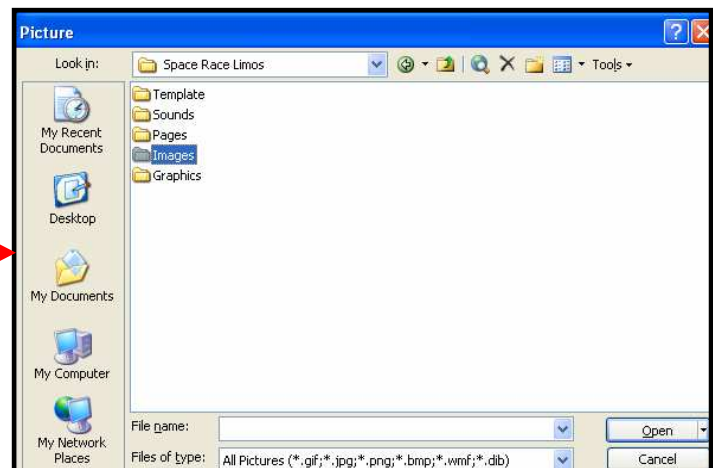 Picture
Look in:
Space Race Limos
Tools
Template
Sounds
Pages
Images
Graphics
My Recent
Documents
Desktop
My Documents
My Computer
My Network
Places
File name:
Open
Files of type:
All Pictures (*.gif;*.jpg;*.png;*.bmp;*.wmf;*.dib)
Cancel